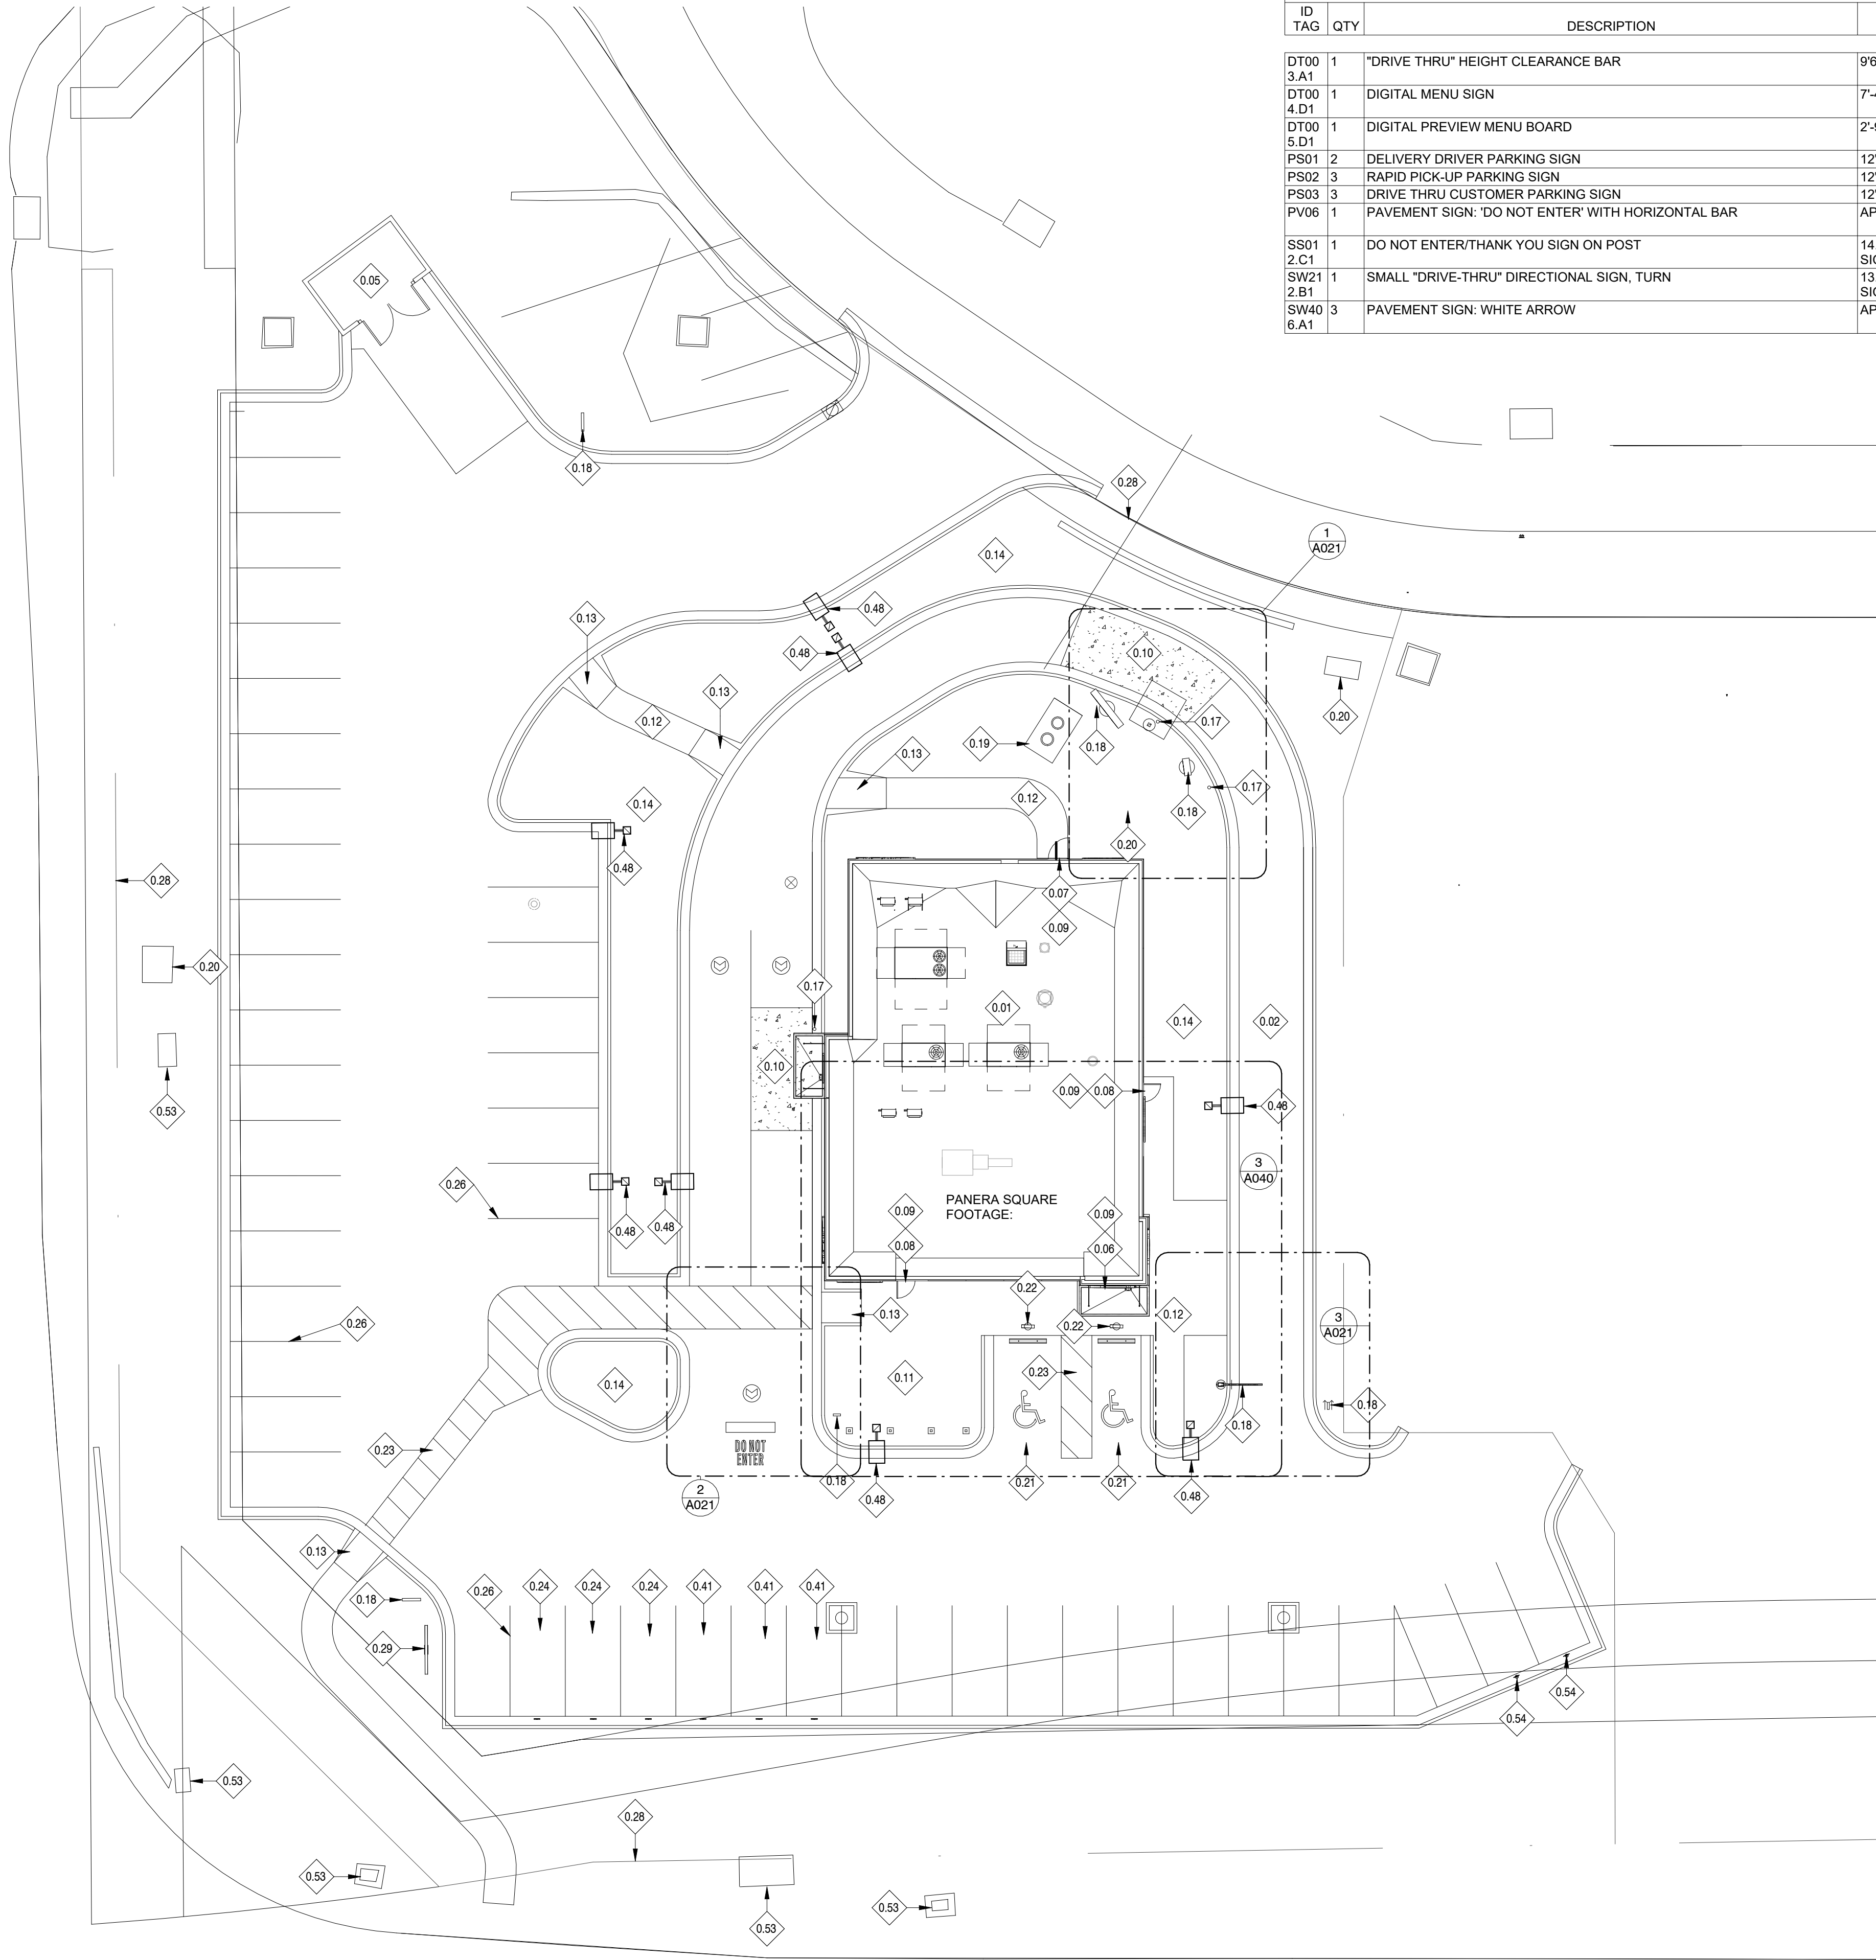 ID
TAG QTY DESCRIPTION
DT00 1 "DRIVE THRU" HEIGHT CLEARANCE BAR 9'6
3.A1
DT00 1 DIGITAL MENU SIGN 7'-
4.D1
DT00 1 DIGITAL PREVIEW MENU BOARD 2'-
5.D1
PS01 2 DELIVERY DRIVER PARKING SIGN 12"
PS02 3 RAPID PICK-UP PARKING SIGN 12"
PS03 3 DRIVE THRU CUSTOMER PARKING SIGN 12"
PV06 1 PAVEMENT SIGN: 'DO NOT ENTER' WITH HORIZONTAL BAR AP
SS01 1 DO NOT ENTER/THANK YOU SIGN ON POST 14
2.C1 SIG
SW21 1 SMALL "DRIVE-THRU" DIRECTIONAL SIGN, TURN 13
2.B1 SIG
SW40 3 PAVEMENT SIGN: WHITE ARROW AP
6.A1
0.05
0.18
0.28
1
A021
0.14
0.48
0.13
0.48
0.10
0.13
0.12
0.17
0.20
0.19
0.18
0.13
0.17
0.12
0.14
0.18
0.20
0.48
0.28
0.07
0.09
0.20
0.17
0.01
0.14
0.02
0.10
0.09 0.08
0.48
0.53
3
A040
0.26
PANERA SQUARE
FOOTAGE:
0.09
0.09
0.48
0.48
0.08
0.06
0.22
0.13
0.12
0.22
0.26
3
A021
0.23
0.11
0.14
0.18
0.18
DO NOT
ENTER
0.23
0.18
0.48
0.21
0.21
0.48
2
A021
0.13
0.26
0.24
0.24
0.24
0.41
0.41
0.41
0.18
0.29
0.54
0.54
0.53
0.28
0.53
0.53
0.53